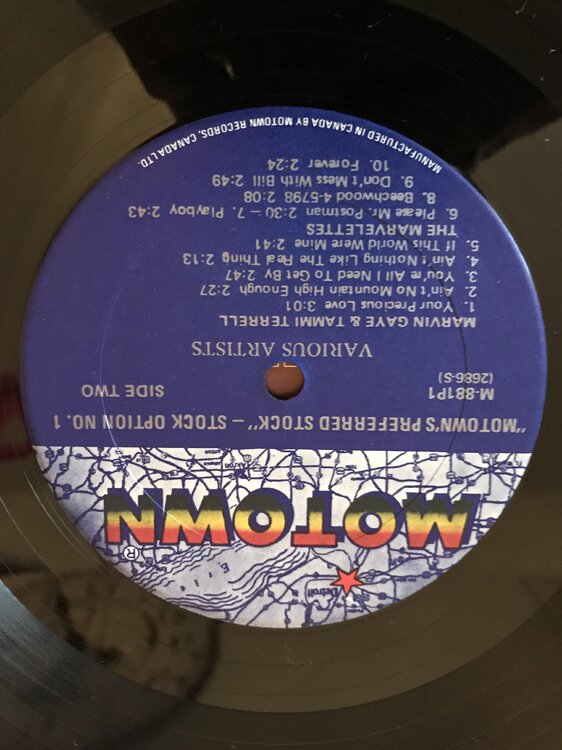 Detroit
Erie
MOTOWN®
"MOTOWN'S PREFERRED STOCK" – STOCK OPTION NO. 1
M-881P1
(2686-S)
SIDE TWO
VARIOUS ARTISTS
MARVIN GAYE & TAMMI TERRELL
1. Your Precious Love 3:01
2. Ain't No Mountain High Enough 2:27
3. You're All I Need To Get By 2:47
4. Ain't Nothing Like The Real Thing 2:13
5. If This World Were Mine 2:41
THE MARVELETTES
6. Please Mr. Postman 2:30 – 7. Playboy 2:43
8. Beechwood 4-5798 2:08
9. Don't Mess With Bill 2:49
10. Forever 2:24
MANUFACTURED IN CANADA BY MOTOWN RECORDS, CANADA LTD.